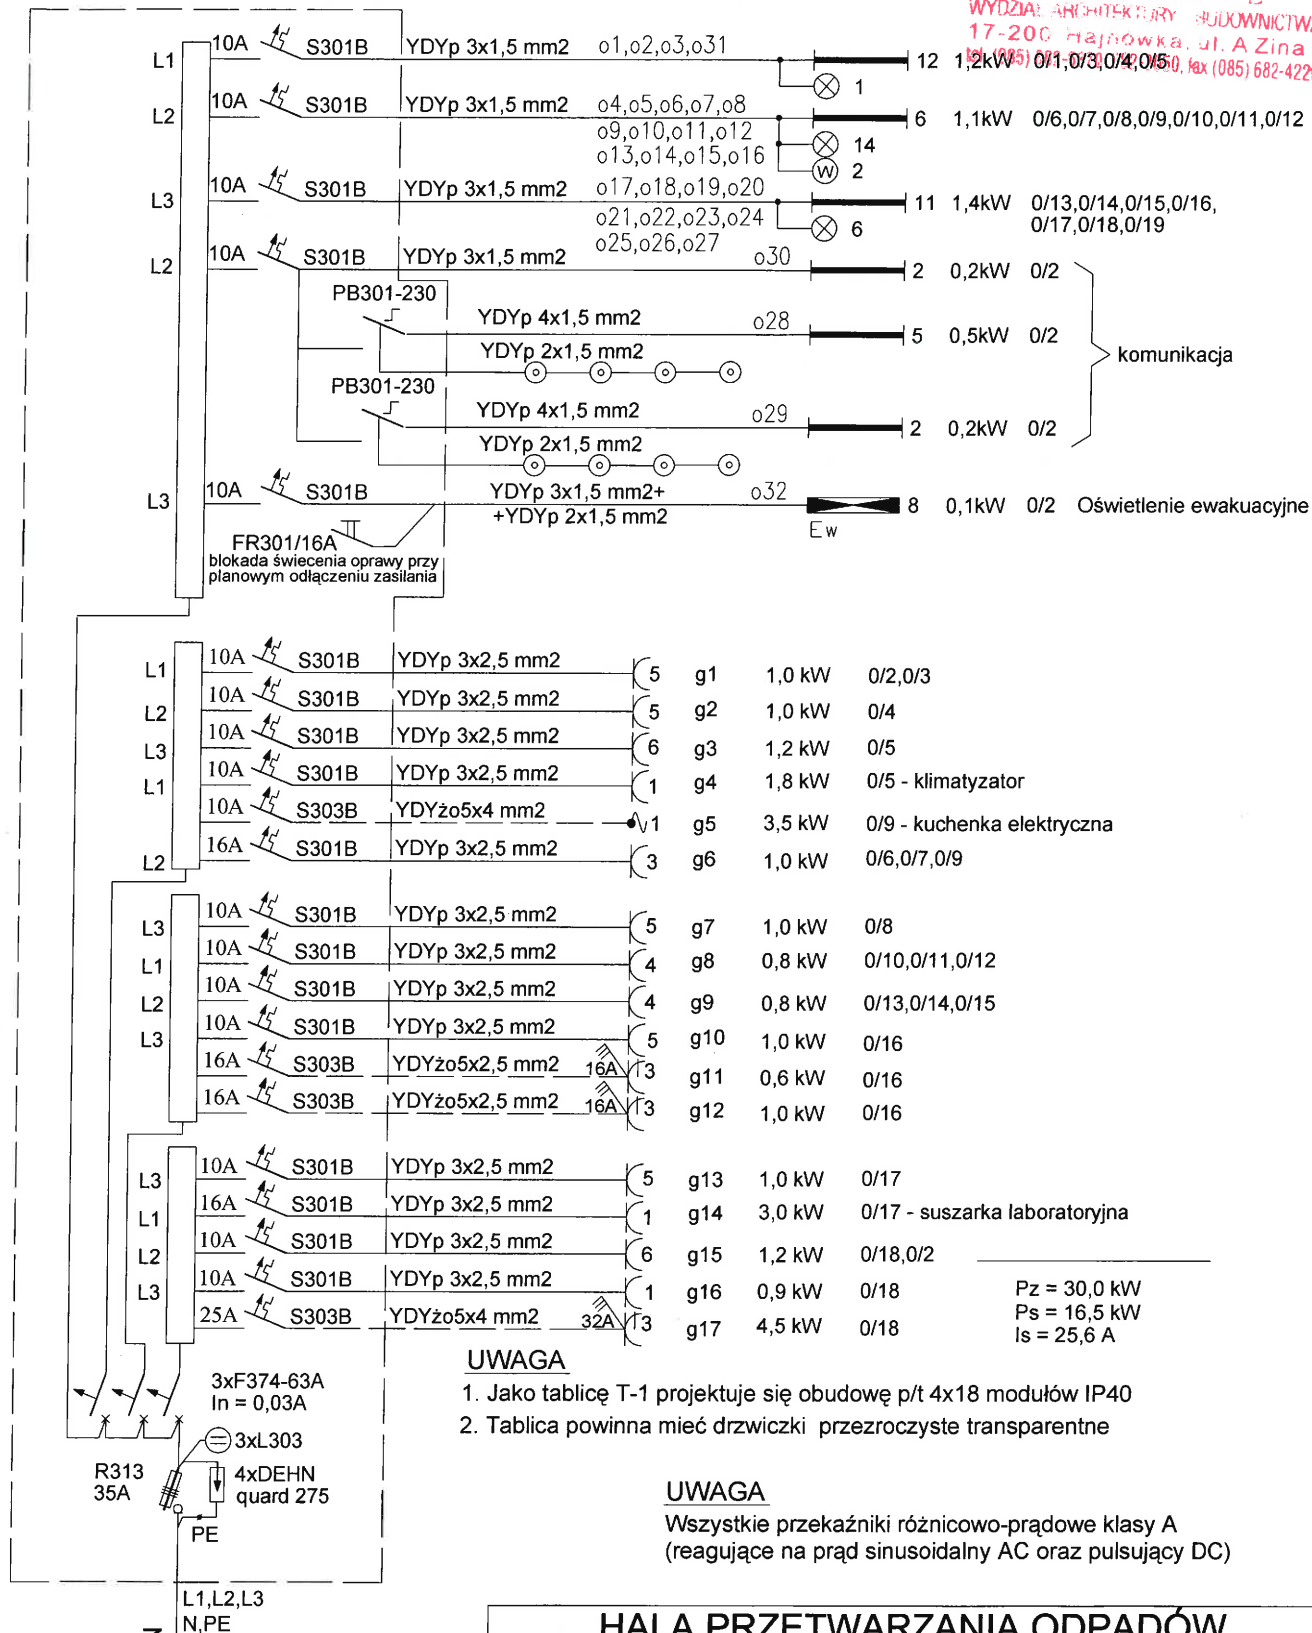 WYDZIAŁ ARCHITEKTURY BUDOWNICTWA
17-200 Hajnówka, ul. A Zina
fax (085) 682-422
L1 10A S301B YDYp 3x1,5 mm2 o1,o2,o3,o31 12 1,2kW 0/1,0/3,0/4,0/5
1
L2 10A S301B YDYp 3x1,5 mm2 o4,o5,o6,o7,o8 6 1,1kW 0/6,0/7,0/8,0/9,0/10,0/11,0/12
o9,o10,o11,o12
14
o13,o14,o15,o16
W 2
L3 10A S301B YDYp 3x1,5 mm2 o17,o18,o19,o20 11 1,4kW 0/13,0/14,0/15,0/16,
o21,o22,o23,o24 6 0/17,0/18,0/19
o25,o26,o27
L2 10A S301B YDYp 3x1,5 mm2 o30 2 0,2kW 0/2
PB301-230
YDYp 4x1,5 mm2 o28 5 0,5kW 0/2
YDYp 2x1,5 mm2
komunikacja
PB301-230
YDYp 4x1,5 mm2 o29 2 0,2kW 0/2
YDYp 2x1,5 mm2
L3 10A S301B YDYp 3x1,5 mm2+ o32 8 0,1kW 0/2 Oświetlenie ewakuacyjne
+YDYp 2x1,5 mm2
Ew
FR301/16A
blokada świecenia oprawy przy
planowym odłączeniu zasilania
L1 10A S301B YDYp 3x2,5 mm2 5 g1 1,0 kW 0/2,0/3
L2 10A S301B YDYp 3x2,5 mm2 5 g2 1,0 kW 0/4
L3 10A S301B YDYp 3x2,5 mm2 6 g3 1,2 kW 0/5
L1 10A S301B YDYp 3x2,5 mm2 1 g4 1,8 kW 0/5 - klimatyzator
10A S303B YDYżo5x4 mm2 1 g5 3,5 kW 0/9 - kuchenka elektryczna
L2 16A S301B YDYp 3x2,5 mm2 3 g6 1,0 kW 0/6,0/7,0/9
L3 10A S301B YDYp 3x2,5 mm2 5 g7 1,0 kW 0/8
L1 10A S301B YDYp 3x2,5 mm2 4 g8 0,8 kW 0/10,0/11,0/12
L2 10A S301B YDYp 3x2,5 mm2 4 g9 0,8 kW 0/13,0/14,0/15
L3 10A S301B YDYp 3x2,5 mm2 5 g10 1,0 kW 0/16
16A S303B YDYżo5x2,5 mm2 16A 3 g11 0,6 kW 0/16
16A S303B YDYżo5x2,5 mm2 16A 3 g12 1,0 kW 0/16
L3 10A S301B YDYp 3x2,5 mm2 5 g13 1,0 kW 0/17
L1 16A S301B YDYp 3x2,5 mm2 1 g14 3,0 kW 0/17 - suszarka laboratoryjna
L2 10A S301B YDYp 3x2,5 mm2 6 g15 1,2 kW 0/18,0/2
L3 10A S301B YDYp 3x2,5 mm2 1 g16 0,9 kW 0/18
25A S303B YDYżo5x4 mm2 32A 3 g17 4,5 kW 0/18
Pz = 30,0 kW
Ps = 16,5 kW
Is = 25,6 A
UWAGA
1. Jako tablicę T-1 projektuje się obudowę p/t 4x18 modułów IP40
2. Tablica powinna mieć drzwiczki przezroczyste transparentne
3xF374-63A
In = 0,03A
3xL303
R313
35A
4xDEHN
quard 275
PE
UWAGA
Wszystkie przekaźniki różnicowo-prądowe klasy A
(reagujące na prąd sinusoidalny AC oraz pulsujący DC)
L1,L2,L3
N,PE
HALA PRZETWARZANIA ODPADÓW